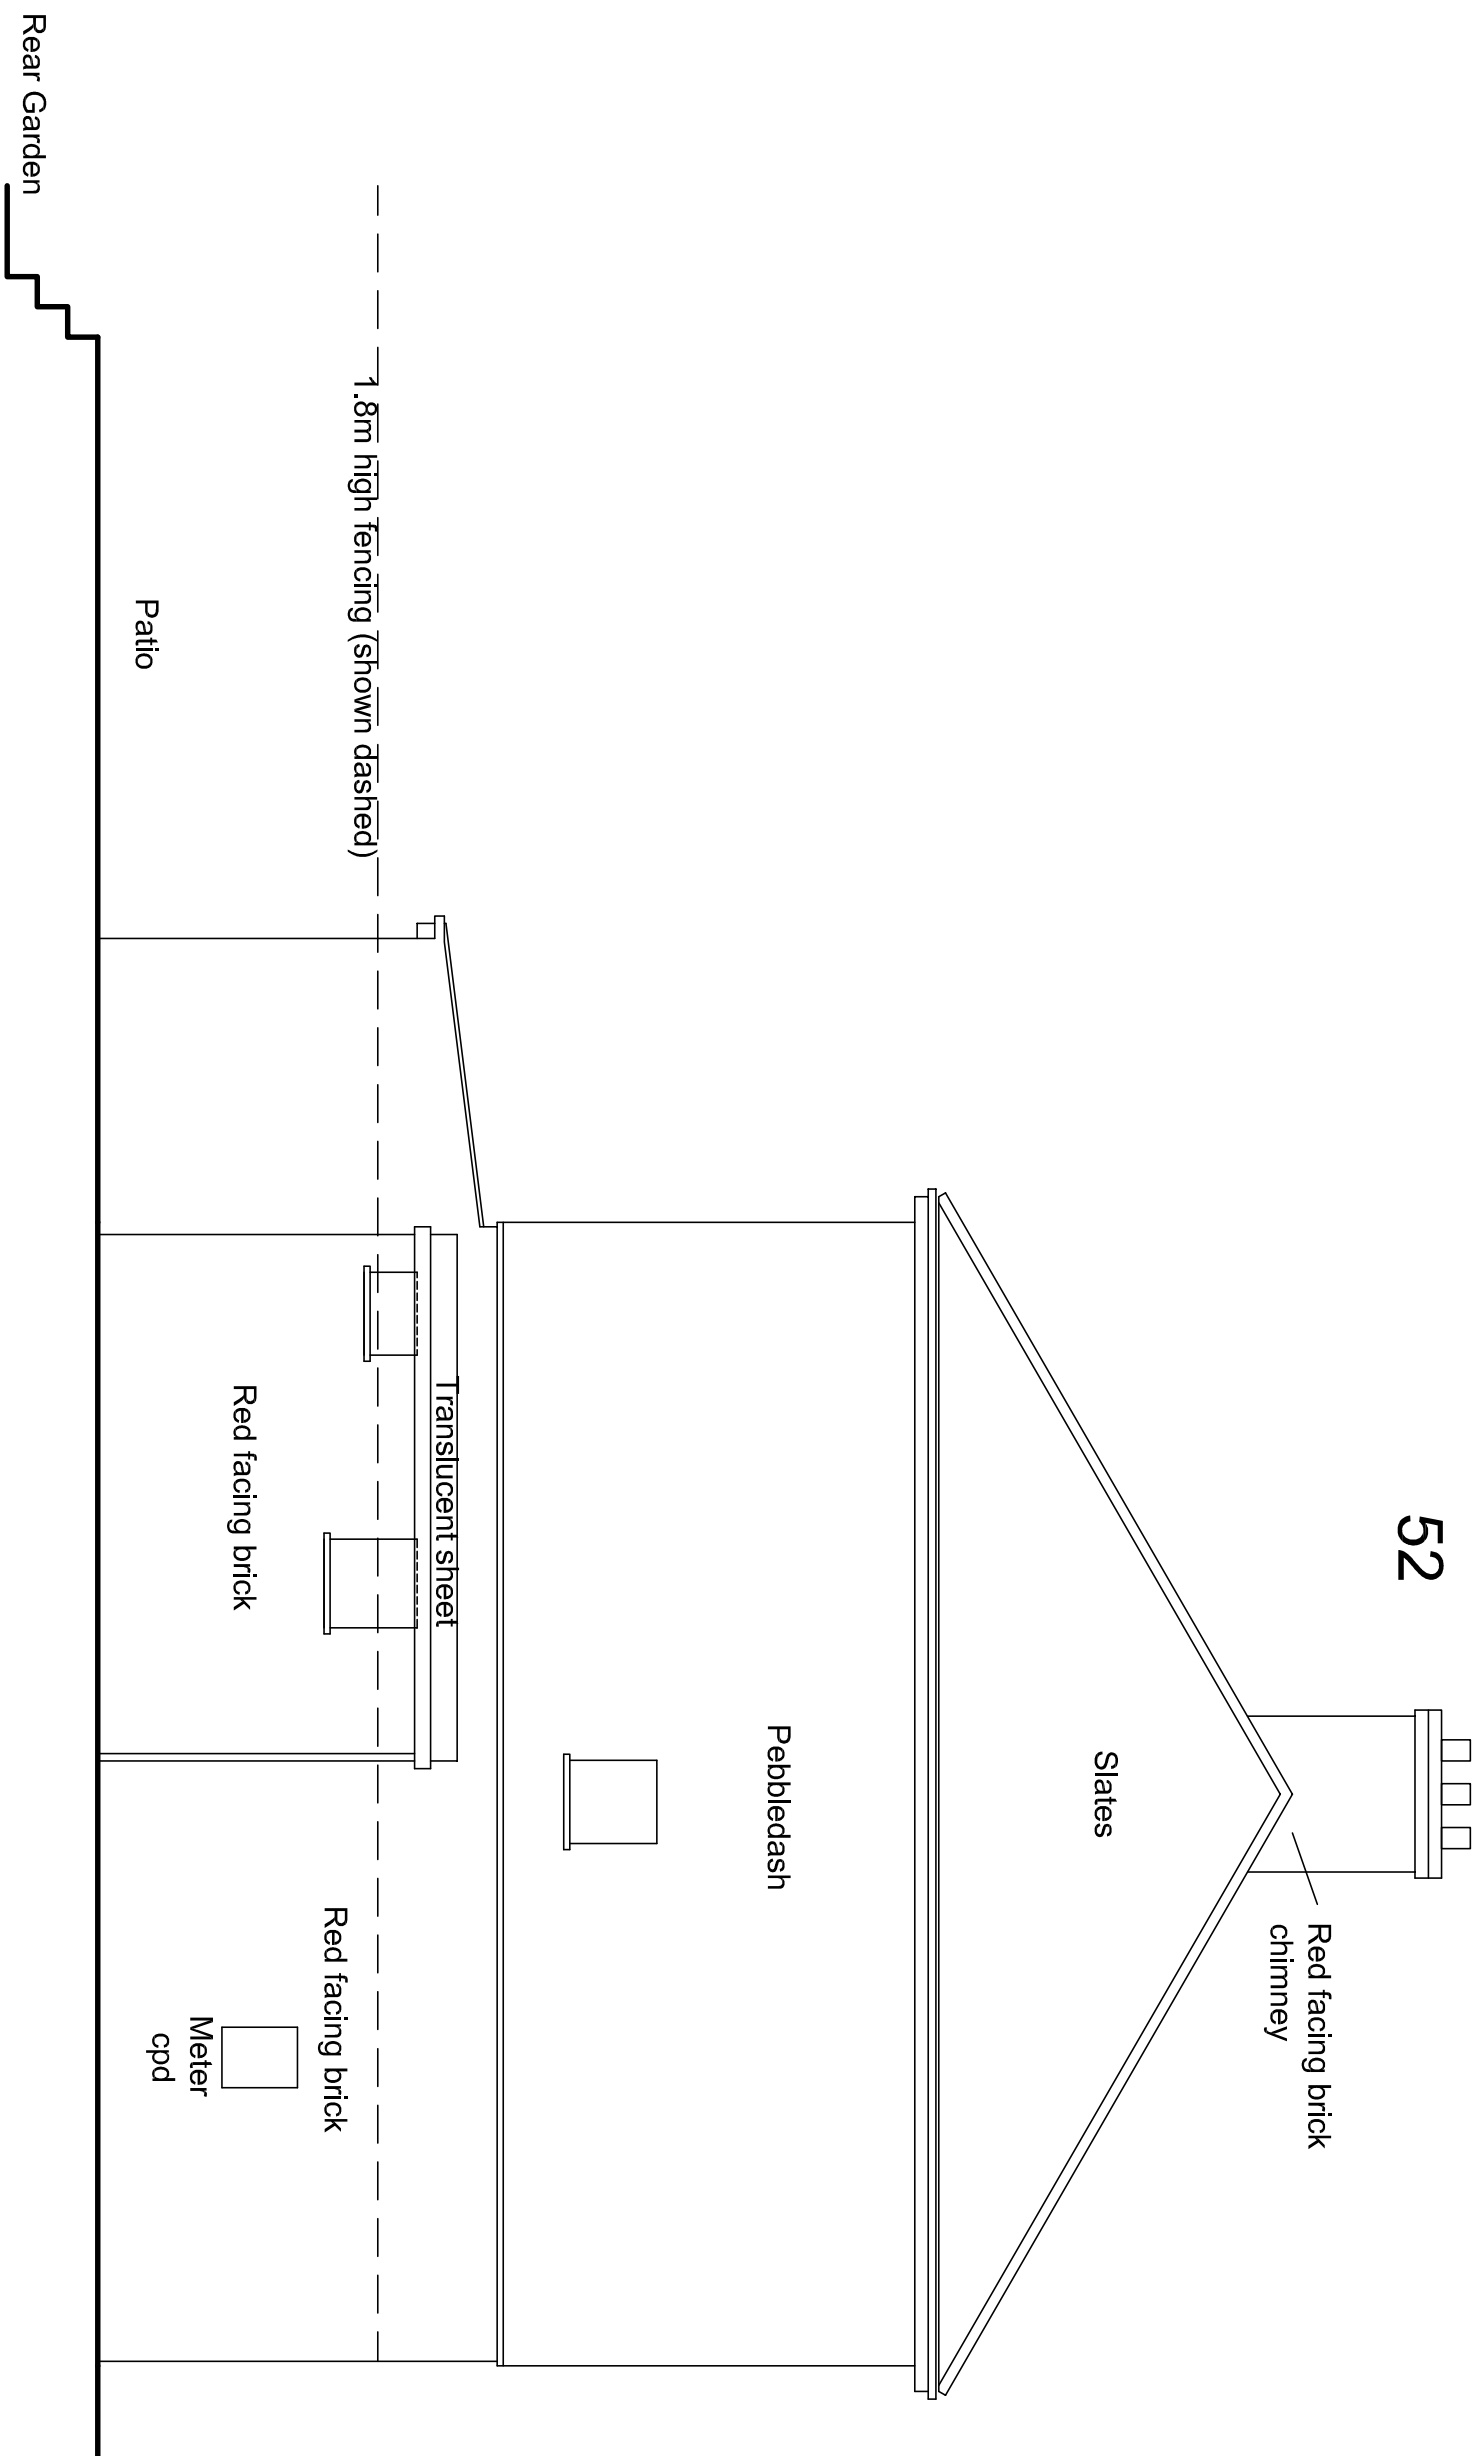 52
Red facing brick
chimney
Slates
Pebbledash
Translucent sheet
1.8m high fencing (shown dashed)
Red facing brick
Red facing brick
Meter
cpd
Patio
Rear Garden